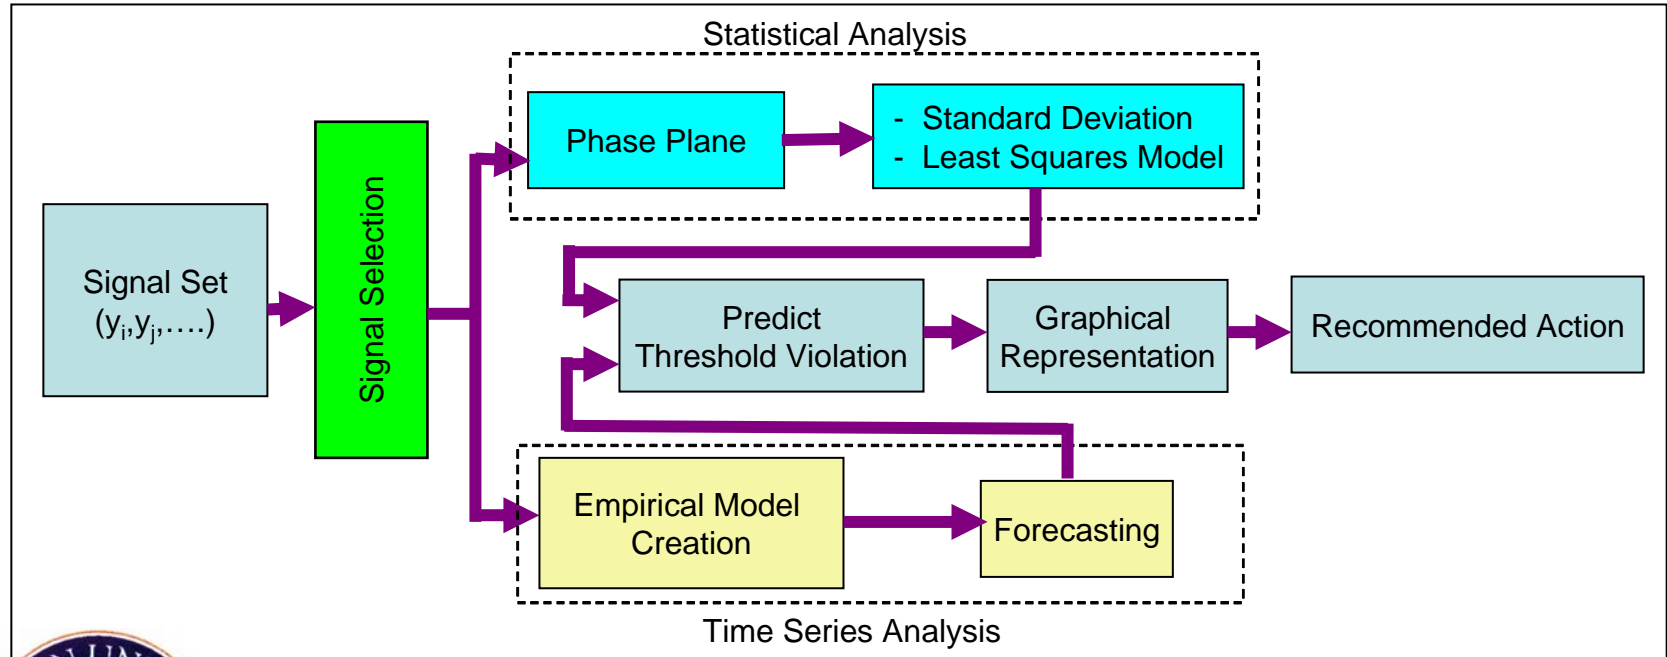 Statistical Analysis
Phase Plane
- Standard Deviation
- Least Squares Model
Signal Set
(yi,yj,….)
Signal Selection
Predict
Threshold Violation
Graphical
Representation
Recommended Action
Empirical Model
Creation
Forecasting
Time Series Analysis